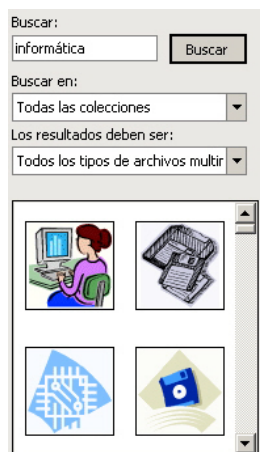 Buscar:
informática
Buscar
Buscar en:
Todas las colecciones
Los resultados deben ser:
Todos los tipos de archivos multir